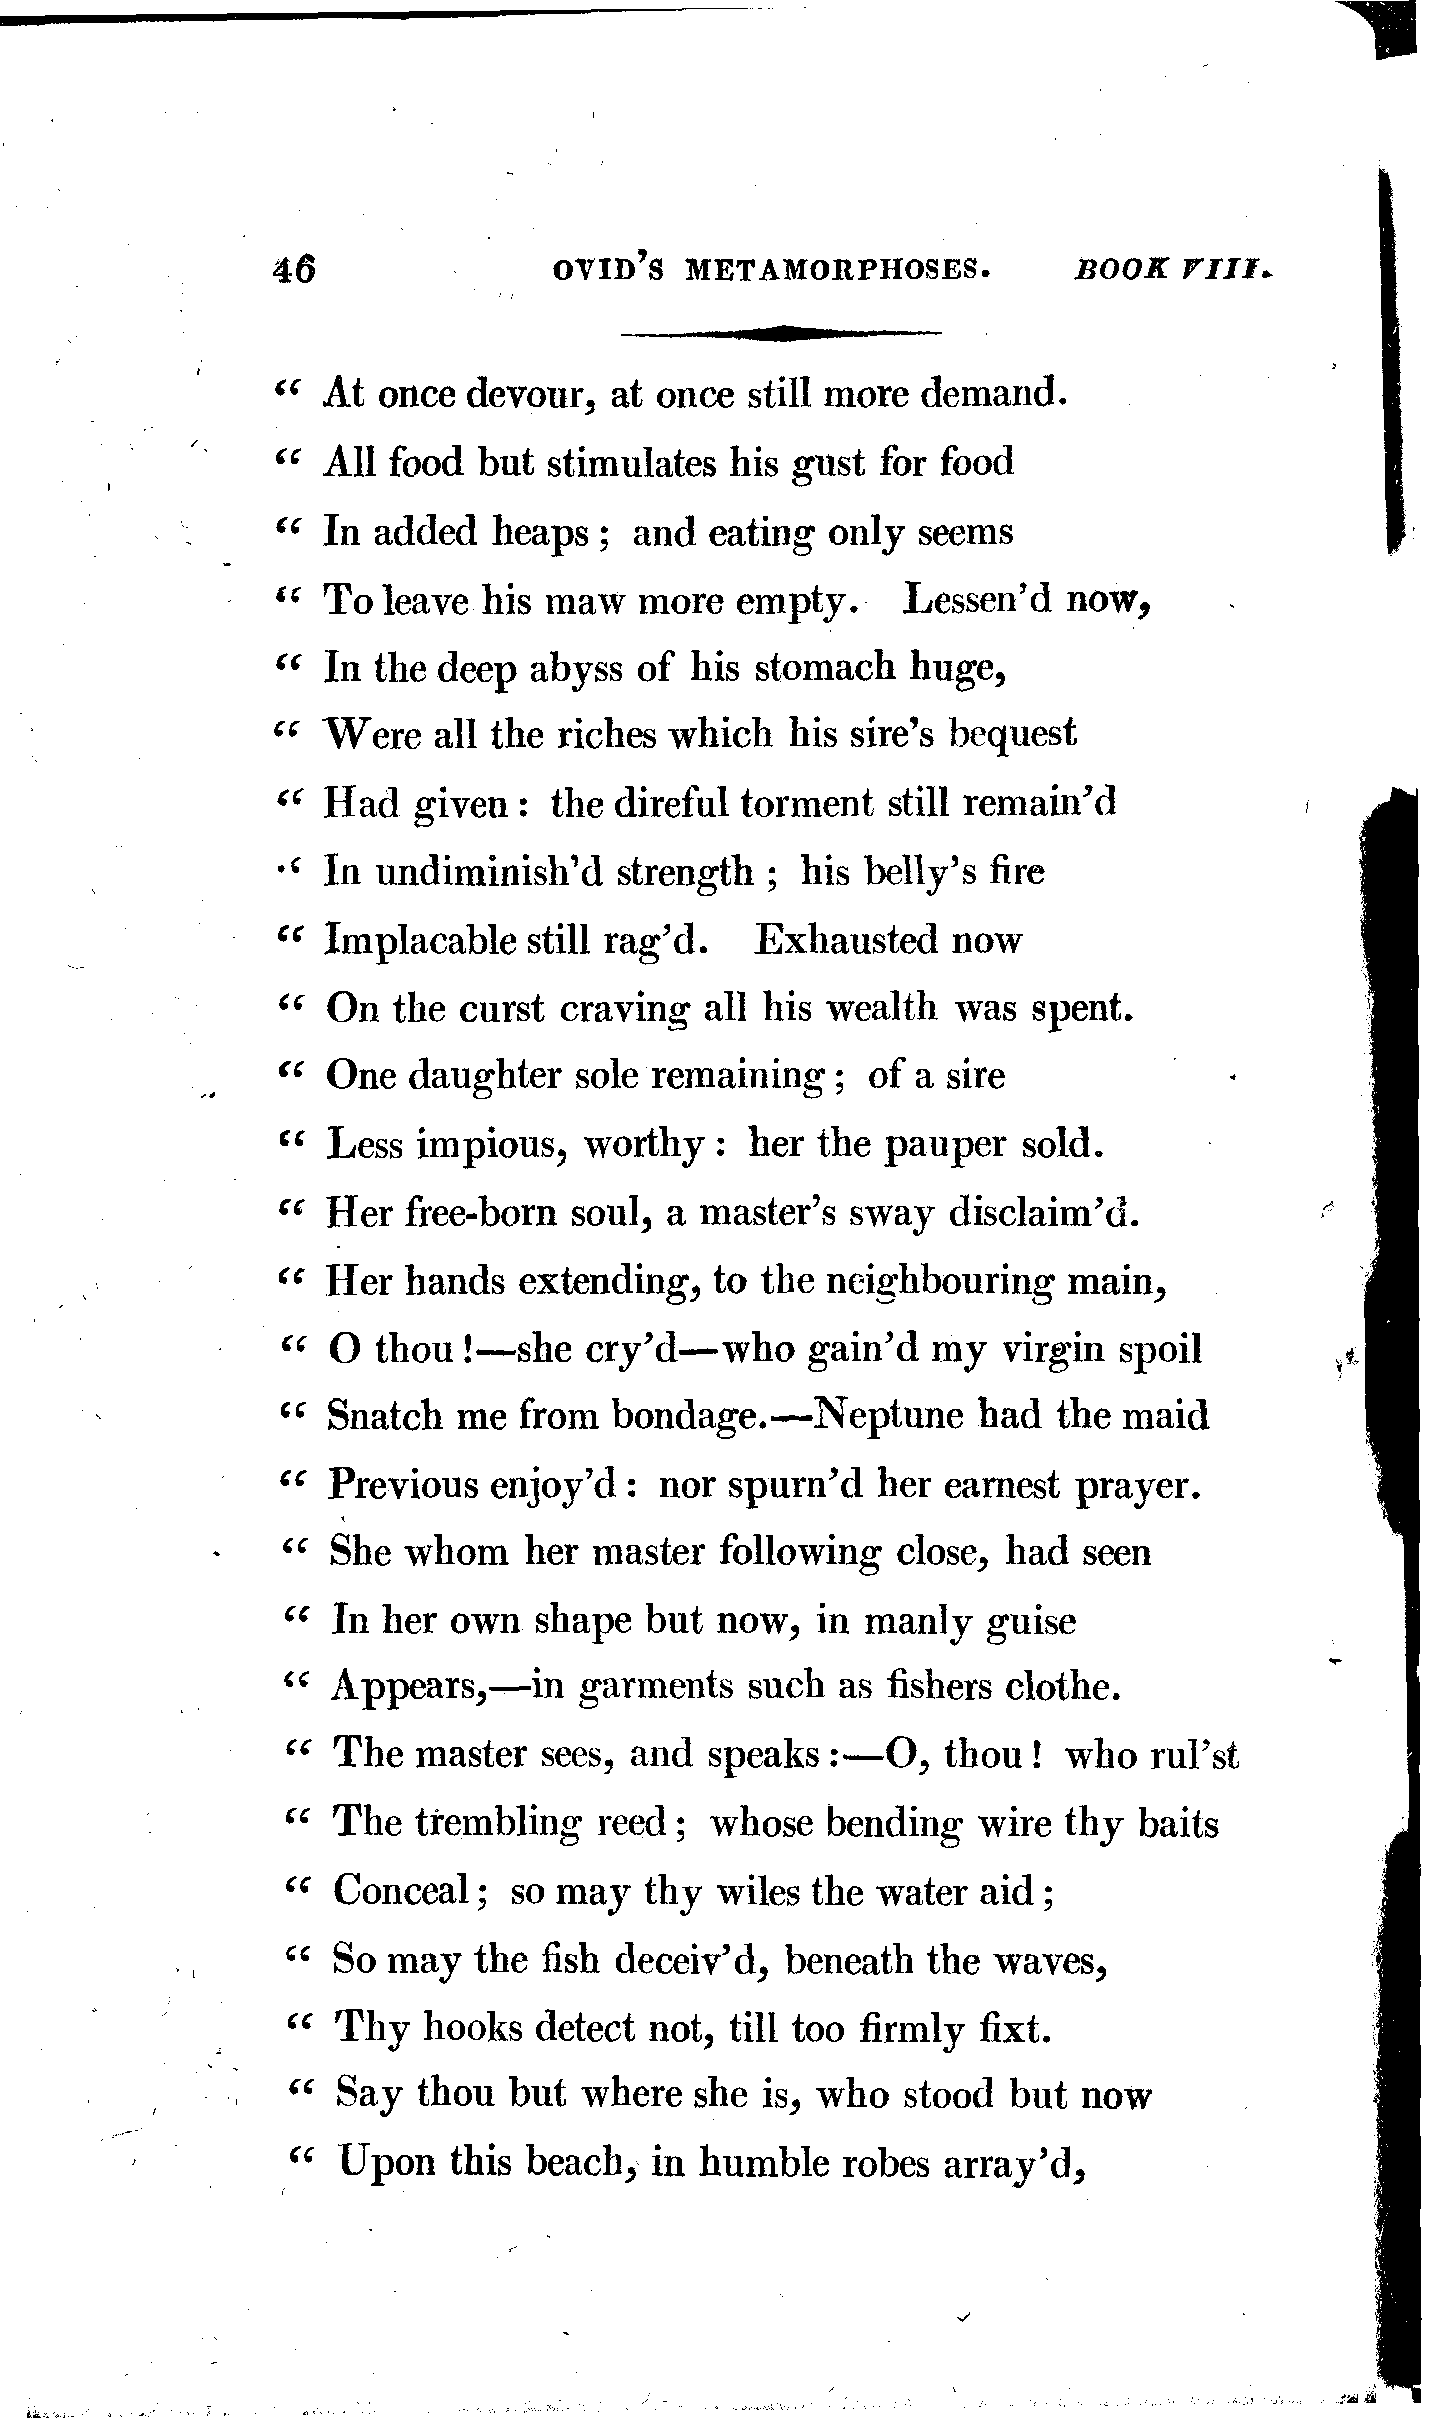 46 OVID'S METAMORPHOSES. BOOK VIII.
“ At once devour, at once still more demand.
“ All food but stimulates his gust for food
“ In added heaps ; and eating only seems
“ To leave his maw more empty. Lessen'd now,
“ In the deep abyss of his stomach huge,
“ Were all the riches which his sire's bequest
“ Had given : the direful torment still remain'd
“ In undiminish'd strength ; his belly's fire
“ Implacable still rag'd. Exhausted now
“ On the curst craving all his wealth was spent.
“ One daughter sole remaining ; of a sire
“ Less impious, worthy : her the pauper sold.
“ Her free-born soul, a master's sway disclaim'd.
“ Her hands extending, to the neighbouring main,
“ O thou !—she cry'd—who gain'd my virgin spoil
“ Snatch me from bondage.—Neptune had the maid
“ Previous enjoy'd : nor spurn'd her earnest prayer.
“ She whom her master following close, had seen
“ In her own shape but now, in manly guise
“ Appears,—in garments such as fishers clothe.
“ The master sees, and speaks :—O, thou ! who rul'st
“ The trembling reed ; whose bending wire thy baits
“ Conceal ; so may thy wiles the water aid ;
“ So may the fish deceiv'd, beneath the waves,
“ Thy hooks detect not, till too firmly fixt.
“ Say thou but where she is, who stood but now
“ Upon this beach, in humble robes array'd,